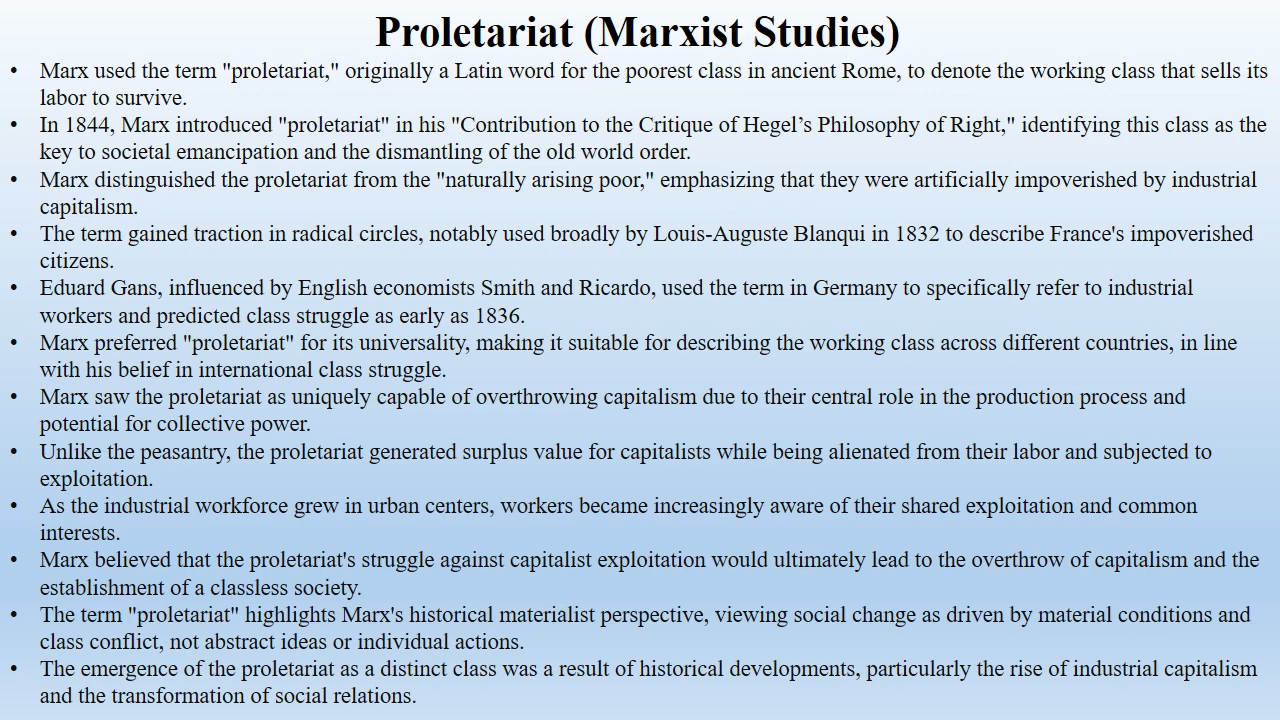 Proletariat (Marxist Studies)
• Marx used the term "proletariat," originally a Latin word for the poorest class in ancient Rome, to denote the working class that sells its
labor to survive.
• In 1844, Marx introduced "proletariat" in his "Contribution to the Critique of Hegel’s Philosophy of Right," identifying this class as the
key to societal emancipation and the dismantling of the old world order.
• Marx distinguished the proletariat from the "naturally arising poor," emphasizing that they were artificially impoverished by industrial
capitalism.
• The term gained traction in radical circles, notably used broadly by Louis-Auguste Blanqui in 1832 to describe France's impoverished
citizens.
• Eduard Gans, influenced by English economists Smith and Ricardo, used the term in Germany to specifically refer to industrial
workers and predicted class struggle as early as 1836.
• Marx preferred "proletariat" for its universality, making it suitable for describing the working class across different countries, in line
with his belief in international class struggle.
• Marx saw the proletariat as uniquely capable of overthrowing capitalism due to their central role in the production process and
potential for collective power.
• Unlike the peasantry, the proletariat generated surplus value for capitalists while being alienated from their labor and subjected to
exploitation.
• As the industrial workforce grew in urban centers, workers became increasingly aware of their shared exploitation and common
interests.
• Marx believed that the proletariat's struggle against capitalist exploitation would ultimately lead to the overthrow of capitalism and the
establishment of a classless society.
• The term "proletariat" highlights Marx's historical materialist perspective, viewing social change as driven by material conditions and
class conflict, not abstract ideas or individual actions.
• The emergence of the proletariat as a distinct class was a result of historical developments, particularly the rise of industrial capitalism
and the transformation of social relations.